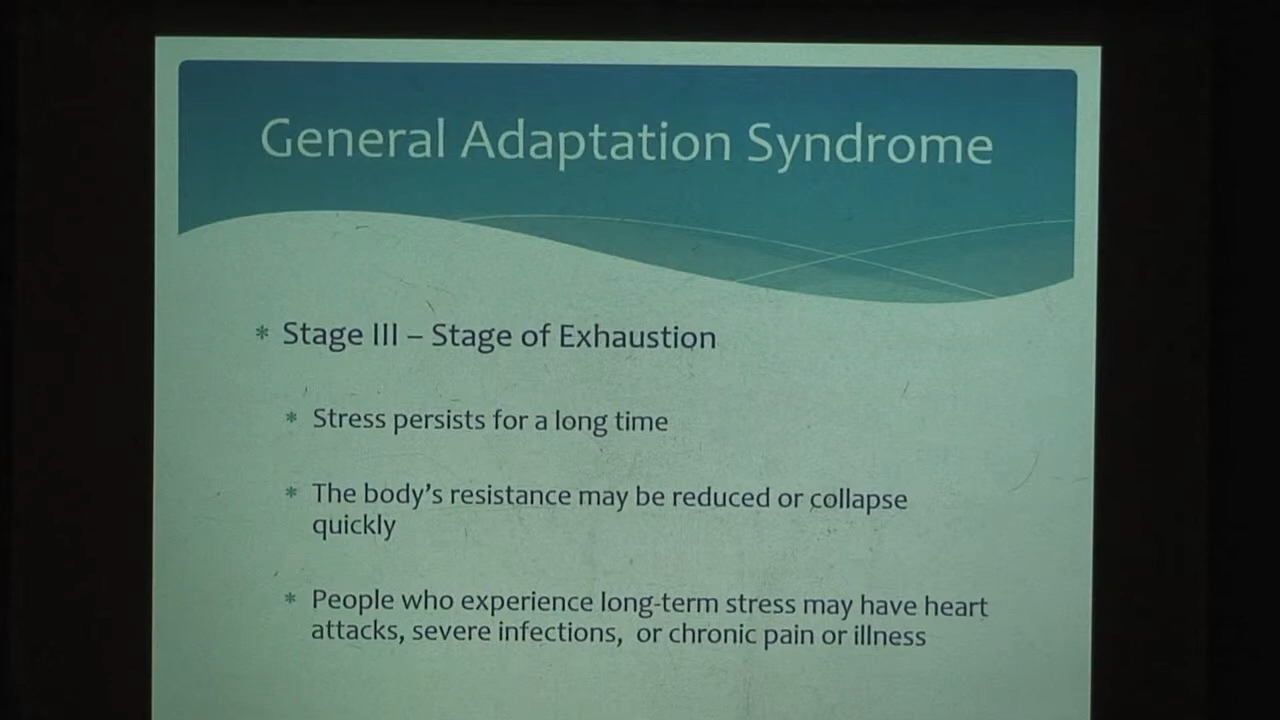 General Adaptation Syndrome
* Stage III – Stage of Exhaustion
* Stress persists for a long time
* The body's resistance may be reduced or collapse
quickly
* People who experience long-term stress may have heart
attacks, severe infections,  or chronic pain or illness